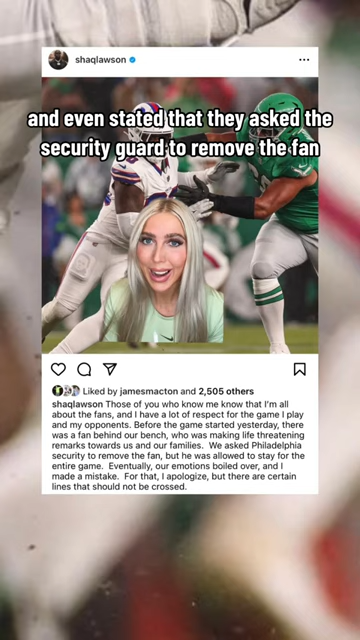 shaqlawson
and even stated that they asked the
security guard to remove the fan
Liked by jamesmacton and 2,505 others
shaqlawson Those of you who know me know that I'm all
about the fans, and I have a lot of respect for the game I play
and my opponents. Before the game started yesterday, there
was a fan behind our bench, who was making life threatening
remarks towards us and our families. We asked Philadelphia
security to remove the fan, but he was allowed to stay for the
entire game. Eventually, our emotions boiled over, and I
made a mistake. For that, I apologize, but there are certain
lines that should not be crossed.